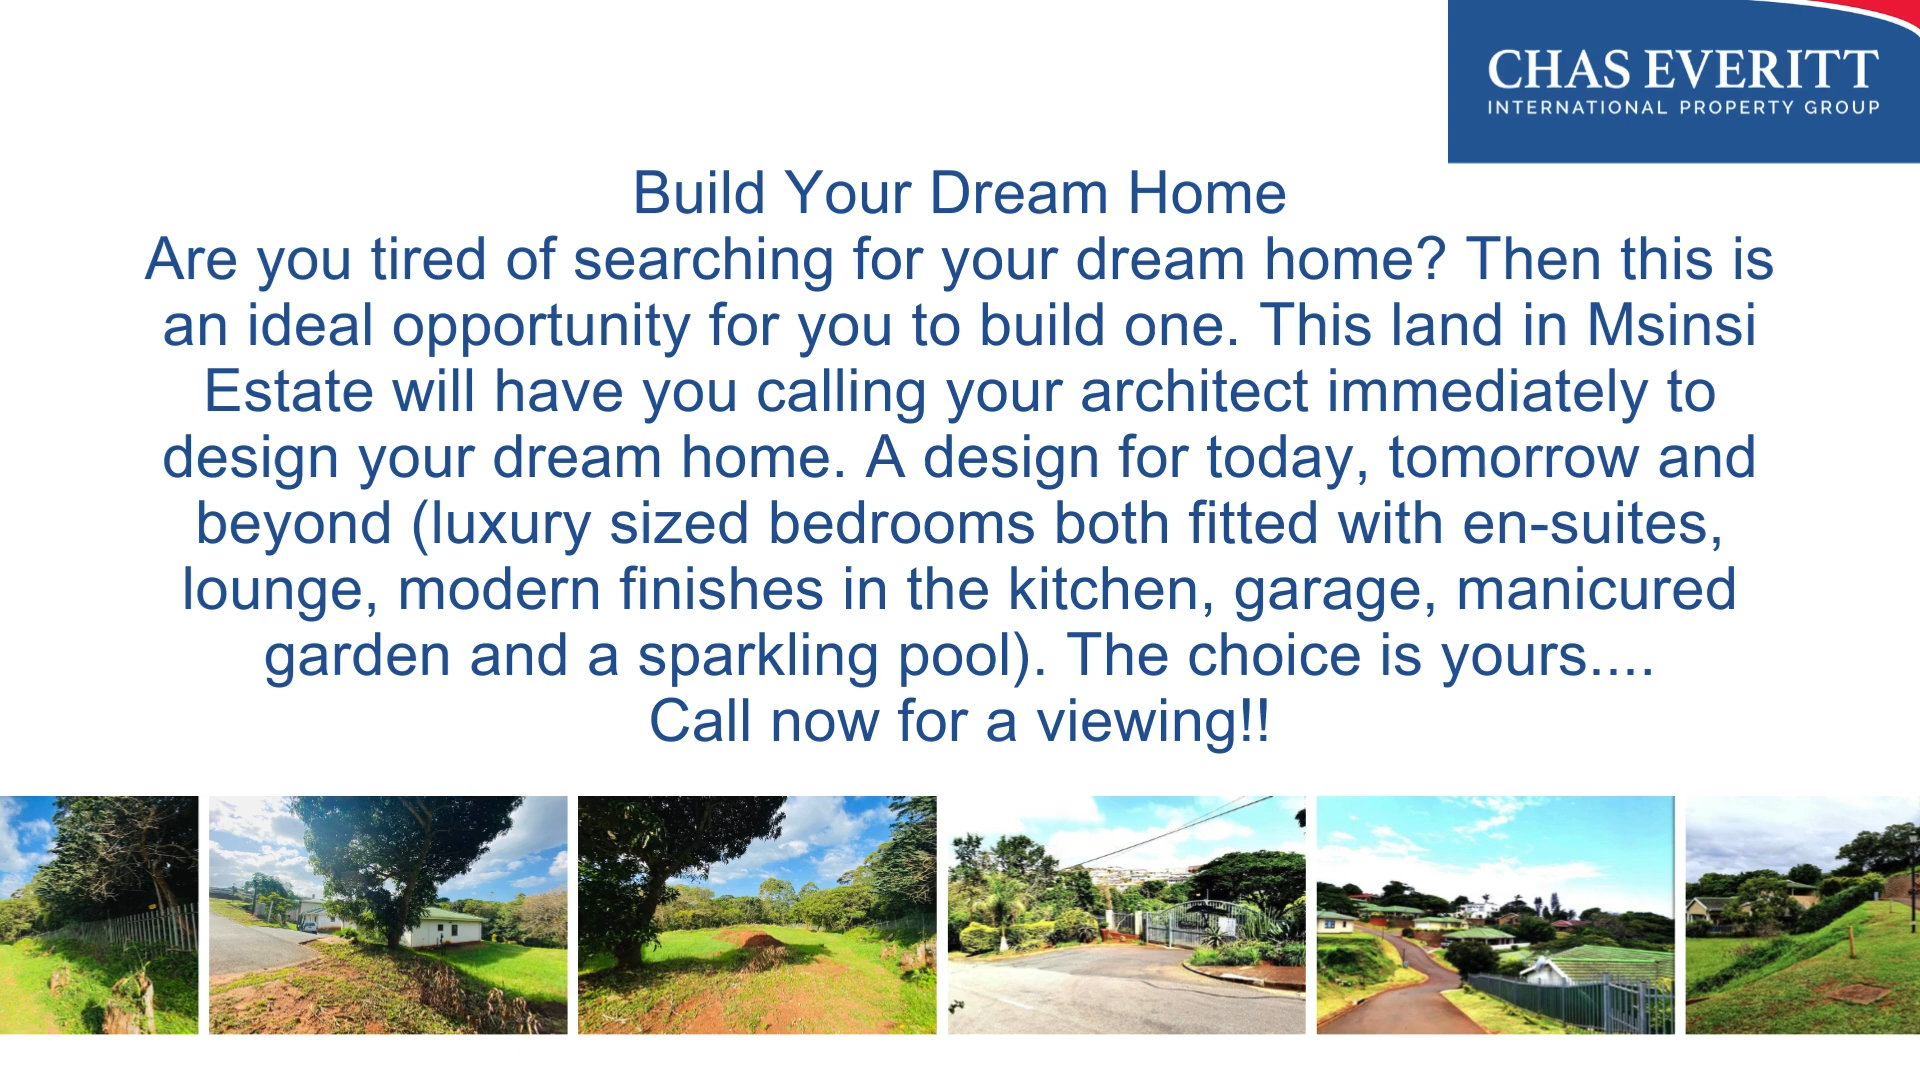 CHAS EVERITT
INTERNATIONAL PROPERTY GROUP
Build Your Dream Home
Are you tired of searching for your dream home? Then this is
an ideal opportunity for you to build one. This land in Msinsi
Estate will have you calling your architect immediately to
design your dream home. A design for today, tomorrow and
beyond (luxury sized bedrooms both fitted with en-suites,
lounge, modern finishes in the kitchen, garage, manicured
garden and a sparkling pool). The choice is yours....
Call now for a viewing!!